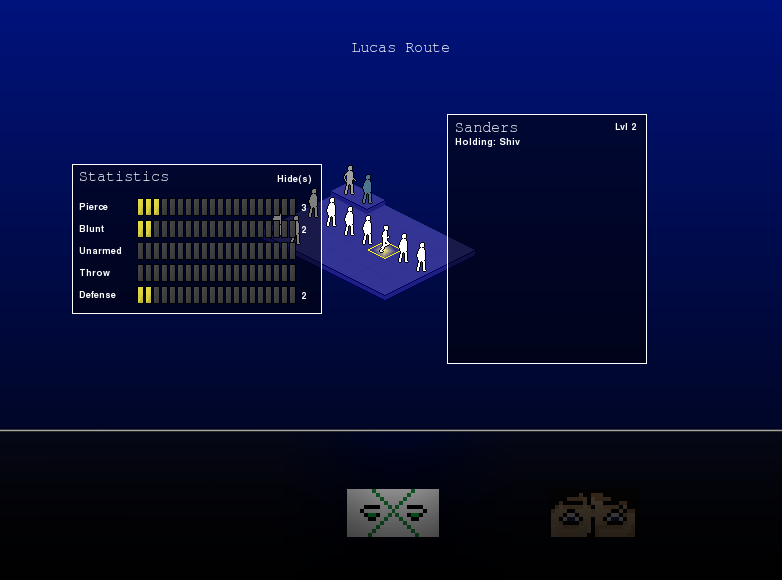 Lucas Route
Sanders
Lvl 2
Holding: Shiv
Statistics
Hide(s)
Pierce 3
Blunt 2
Unarmed
Throw
Defense 2